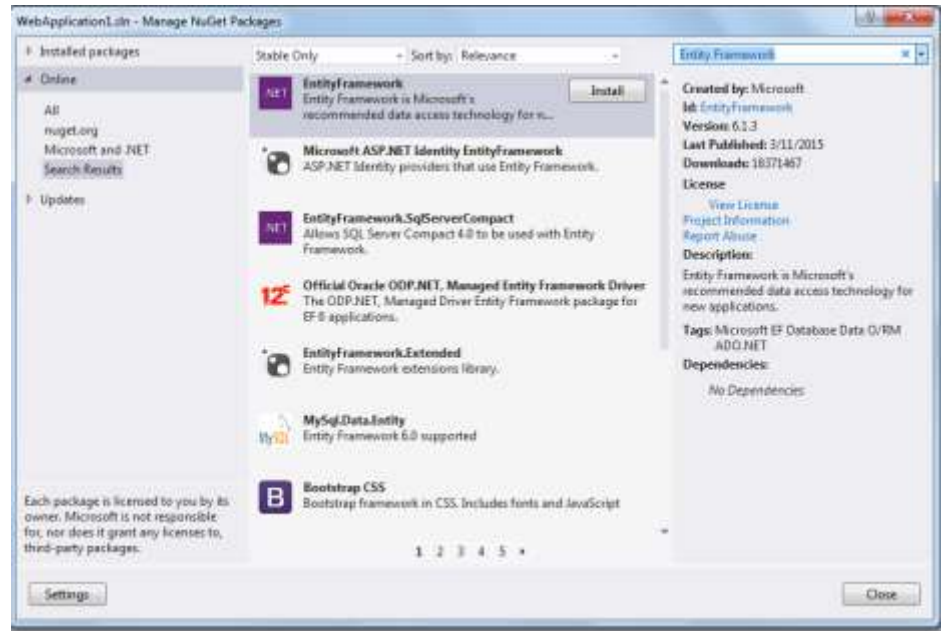 WebApplication1.sln - Manage NuGet Packages
Installed packages
Online
All
nuget.org
Microsoft and .NET
Search Results
Updates
Each package is licensed to you by its
owner. Microsoft is not responsible
for, nor does it grant any licenses to,
third-party packages.
Settings
Stable Only
Sort by: Relevance
.NET
EntityFramework
Entity Framework is Microsoft's
recommended data access technology for n...
Install
Microsoft ASP.NET Identity EntityFramework
ASP.NET Identity providers that use Entity Framework.
.NET
EntityFramework.SqlServerCompact
Allows SQL Server Compact 4.0 to be used with Entity
Framework.
12c
Official Oracle ODP.NET, Managed Entity Framework Driver
The ODP.NET, Managed Driver Entity Framework package for
EF 6 applications.
EntityFramework.Extended
Entity Framework extensions library.
MySQL
MySql.Data.Entity
Entity Framework 6.0 supported
B
Bootstrap CSS
Bootstrap framework in CSS. Includes fonts and JavaScript
1 2 3 4 5
Entity Framework
Created by: Microsoft
Id: EntityFramework
Version: 6.1.3
Last Published: 3/11/2015
Downloads: 18371467
License
View License
Project Information
Report Abuse
Description:
Entity Framework is Microsoft's
recommended data access technology for
new applications.
Tags: Microsoft EF Database Data O/RM
ADO.NET
Dependencies:
No Dependencies
Close